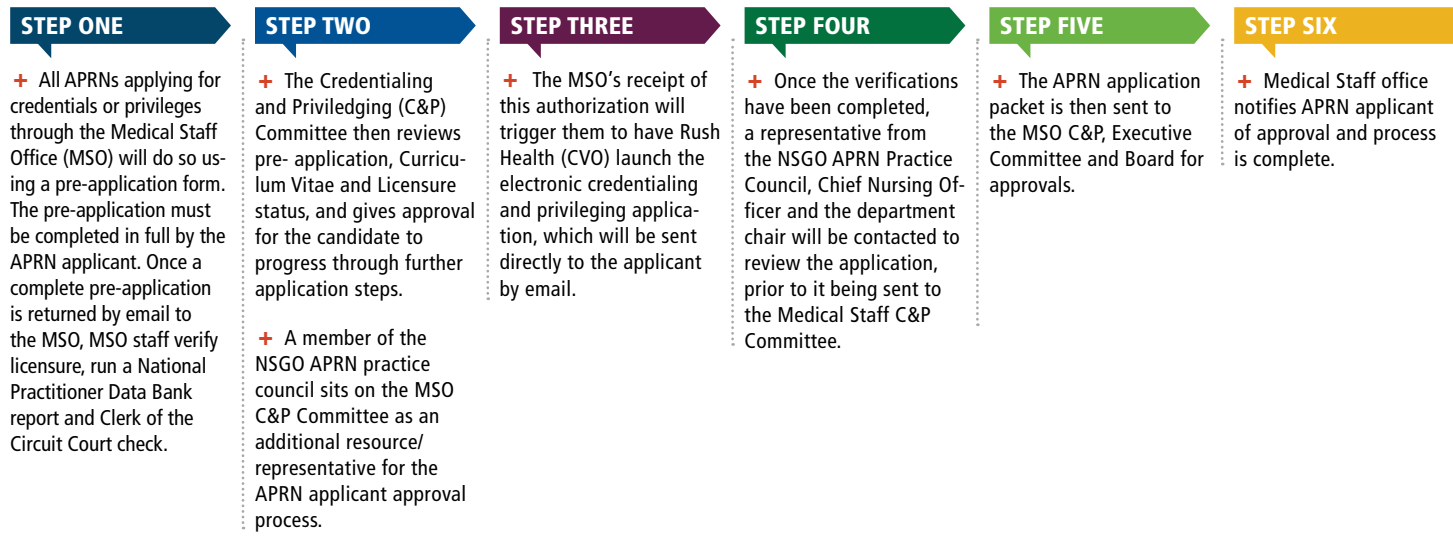 STEP ONE
+ All APRNs applying for
credentials or privileges
through the Medical Staff
Office (MSO) will do so us-
ing a pre-application form.
The pre-application must
be completed in full by the
APRN applicant. Once a
complete pre-application
is returned by email to
the MSO, MSO staff verify
licensure, run a National
Practitioner Data Bank
report and Clerk of the
Circuit Court check.
STEP TWO
+ The Credentialing
and Priviledging (C&P)
Committee then reviews
pre- application, Curricu-
lum Vitae and Licensure
status, and gives approval
for the candidate to
progress through further
application steps.
+ A member of the
NSGO APRN practice
council sits on the MSO
C&P Committee as an
additional resource/
representative for the
APRN applicant approval
process.
STEP THREE
+ The MSO's receipt of
this authorization will
trigger them to have Rush
Health (CVO) launch the
electronic credentialing
and privileging applica-
tion, which will be sent
directly to the applicant
by email.
STEP FOUR
+ Once the verifications
have been completed,
a representative from
the NSGO APRN Practice
Council, Chief Nursing Of-
ficer and the department
chair will be contacted to
review the application,
prior to it being sent to
the Medical Staff C&P
Committee.
STEP FIVE
+ The APRN application
packet is then sent to
the MSO C&P, Executive
Committee and Board for
approvals.
STEP SIX
+ Medical Staff office
notifies APRN applicant
of approval and process
is complete.